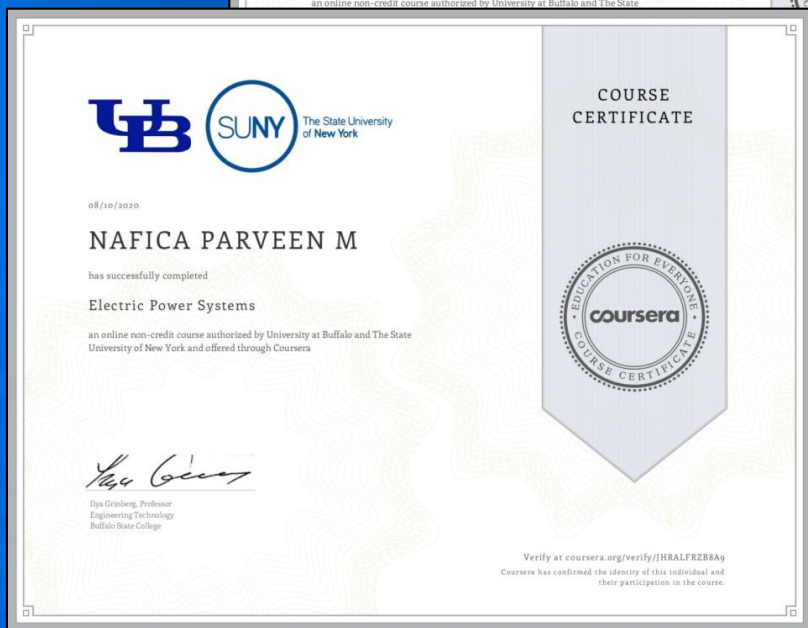 an online non-credit course authorized by University at Buffalo and The State
UB
SUNY
The State University
of New York
COURSE
CERTIFICATE
08/10/2020
NAFICA PARVEEN M
has successfully completed
Electric Power Systems
an online non-credit course authorized by University at Buffalo and The State
University of New York and offered through Coursera
EDUCATION FOR EVERYONE
coursera
COURSE CERTIFICATE
Ilya Grinberg, Professor
Engineering Technology
Buffalo State College
Verify at coursera.org/verify/JHRALFRZB8A9
Coursera has confirmed the identity of this individual and
their participation in the course.